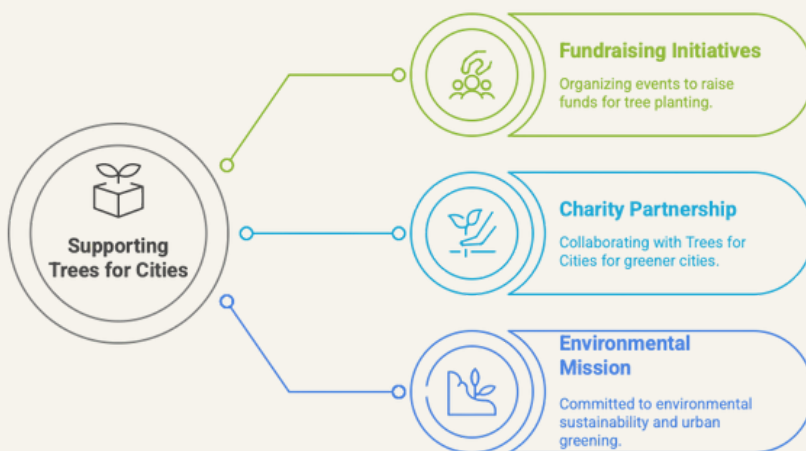 Supporting
Trees for Cities
Fundraising Initiatives
Organizing events to raise
funds for tree planting.
Charity Partnership
Collaborating with Trees for
Cities for greener cities.
Environmental
Mission
Committed to environmental
sustainability and urban
greening.